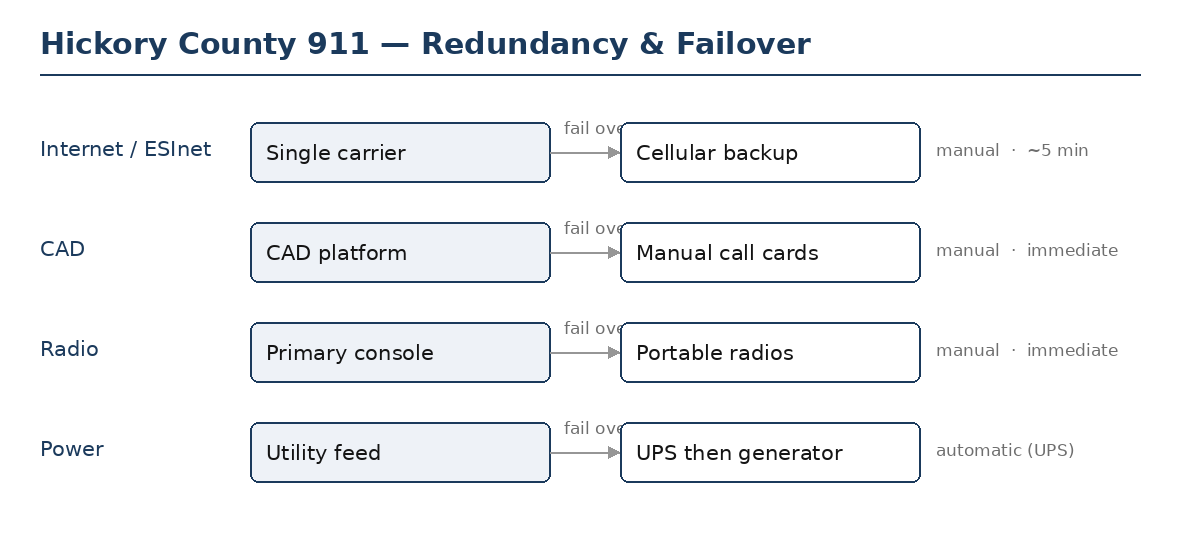 Hickory County 911 — Redundancy & Failover
Internet / ESInet
Single carrier
fail ove
Cellular backup
manual · ~5 min
CAD
CAD platform
fail ove
Manual call cards
manual · immediate
Radio
Primary console
fail ove
Portable radios
manual · immediate
Power
Utility feed
fail ove
UPS then generator
automatic (UPS)